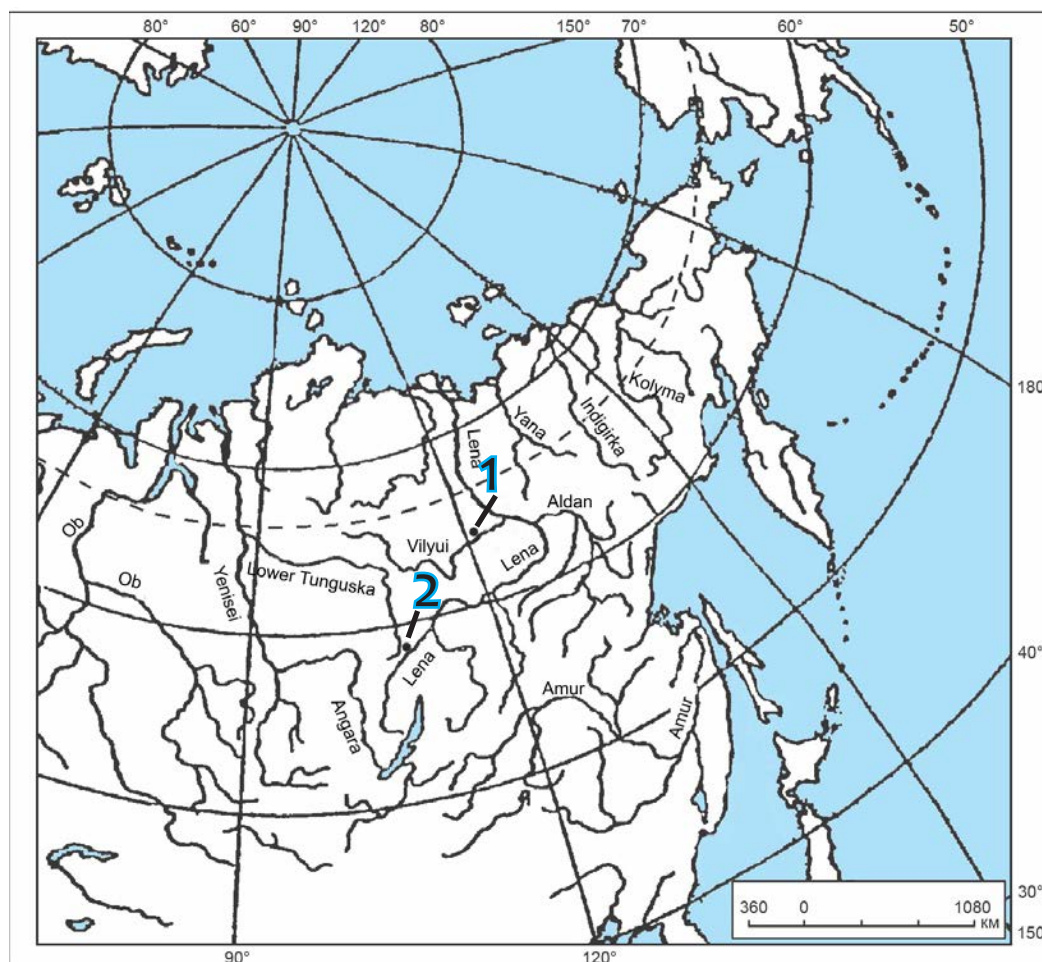 80° 60° 90° 120° 80° 150° 70° 60° 50°
180°
Kolyma
Indigirka
Yana
Lena
1
Aldan
Ob
Vilyui
Lena
Ob
Lower Tunguska
Yenisei
2
40°
Lena
Amur
Amur
Angara
30°
360 0 1080
КМ
150
90° 120°